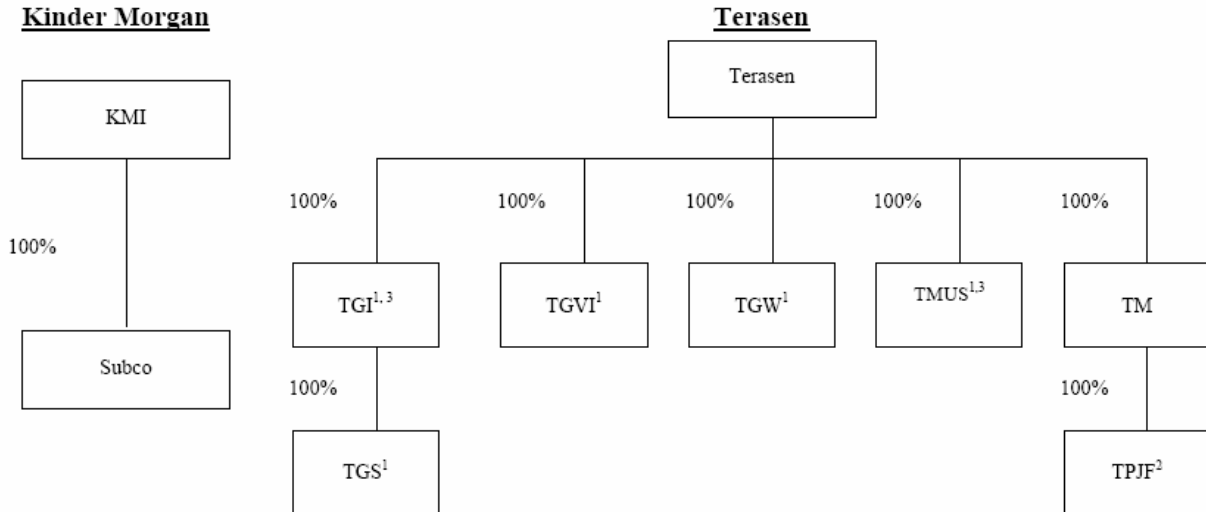 Kinder Morgan
Terasen
Terasen
KMI
100%
100%
100%
100%
100%
100%
TGI1, 3
TGVI1
TGW1
TMUS1,3
TM
Subco
100%
100%
TGS1
TPJF2